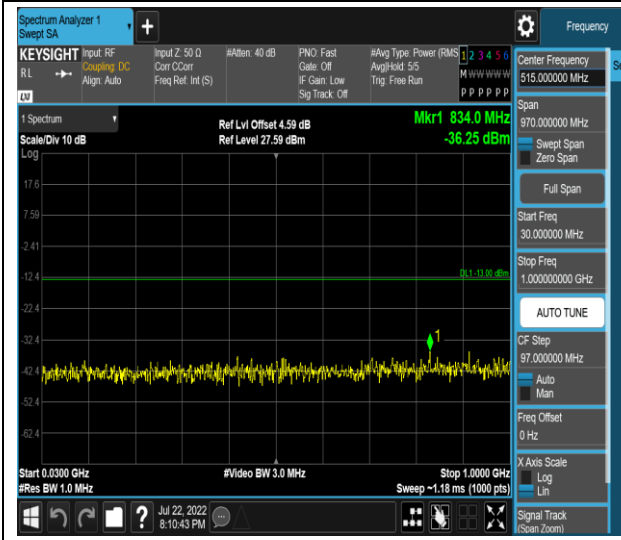 Spectrum Analyzer 1
Swept SA
Frequency
KEYSIGHT
RL
LXI
Input: RF
Coupling: DC
Align: Auto
Input Z: 50 Ω
Corr CCorr
Freq Ref: Int (S)
#Atten: 40 dB
PNO: Fast
Gate: Off
IF Gain: Low
Sig Track: Off
#Avg Type: Power (RMS
Avg|Hold: 5/5
Trig: Free Run
1 2 3 4 5 6
M W W W W W
P P P P P P
1 Spectrum
Scale/Div 10 dB
Log
Ref Lvl Offset 4.59 dB
Ref Level 27.59 dBm
Mkr1 834.0 MHz
-36.25 dBm
17.6
7.59
-2.41
-12.4
-22.4
-32.4
-42.4
-52.4
-62.4
DL1 -13.00 dBm
1
Start 0.0300 GHz
#Res BW 1.0 MHz
#Video BW 3.0 MHz
Stop 1.0000 GHz
Sweep ~1.18 ms (1000 pts)
?
Jul 22, 2022
8:10:43 PM
Center Frequency
515.000000 MHz
Span
970.000000 MHz
Swept Span
Zero Span
Full Span
Start Freq
30.000000 MHz
Stop Freq
1.000000000 GHz
AUTO TUNE
CF Step
97.000000 MHz
Auto
Man
Freq Offset
0 Hz
X Axis Scale
Log
Lin
Signal Track
(Span Zoom)